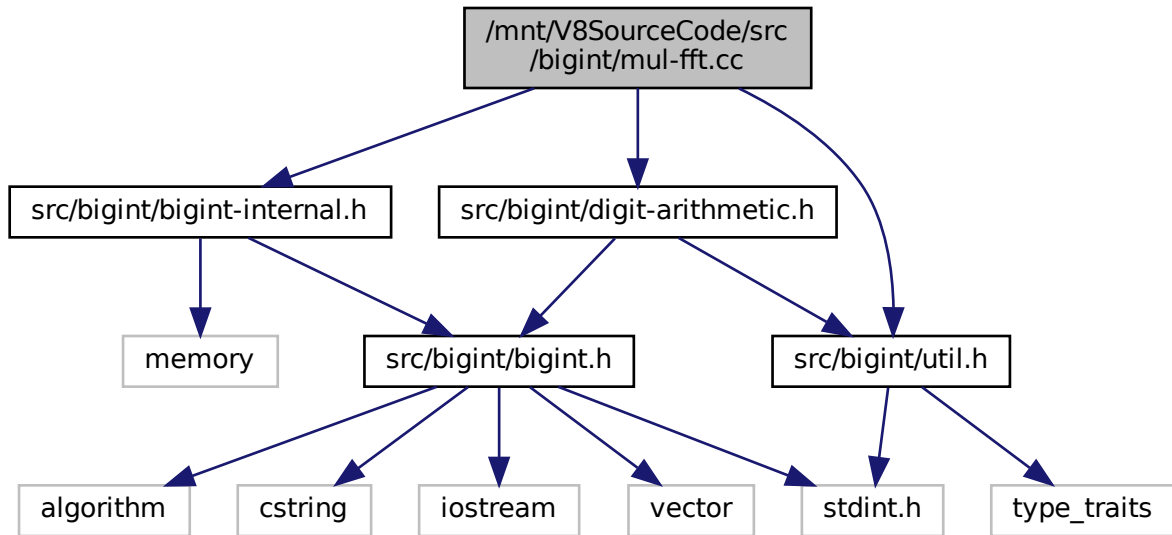 /mnt/V8SourceCode/src
/bigint/mul-fft.cc
src/bigint/bigint-internal.h
src/bigint/digit-arithmetic.h
memory
src/bigint/bigint.h
src/bigint/util.h
algorithm
cstring
iostream
vector
stdint.h
type_traits